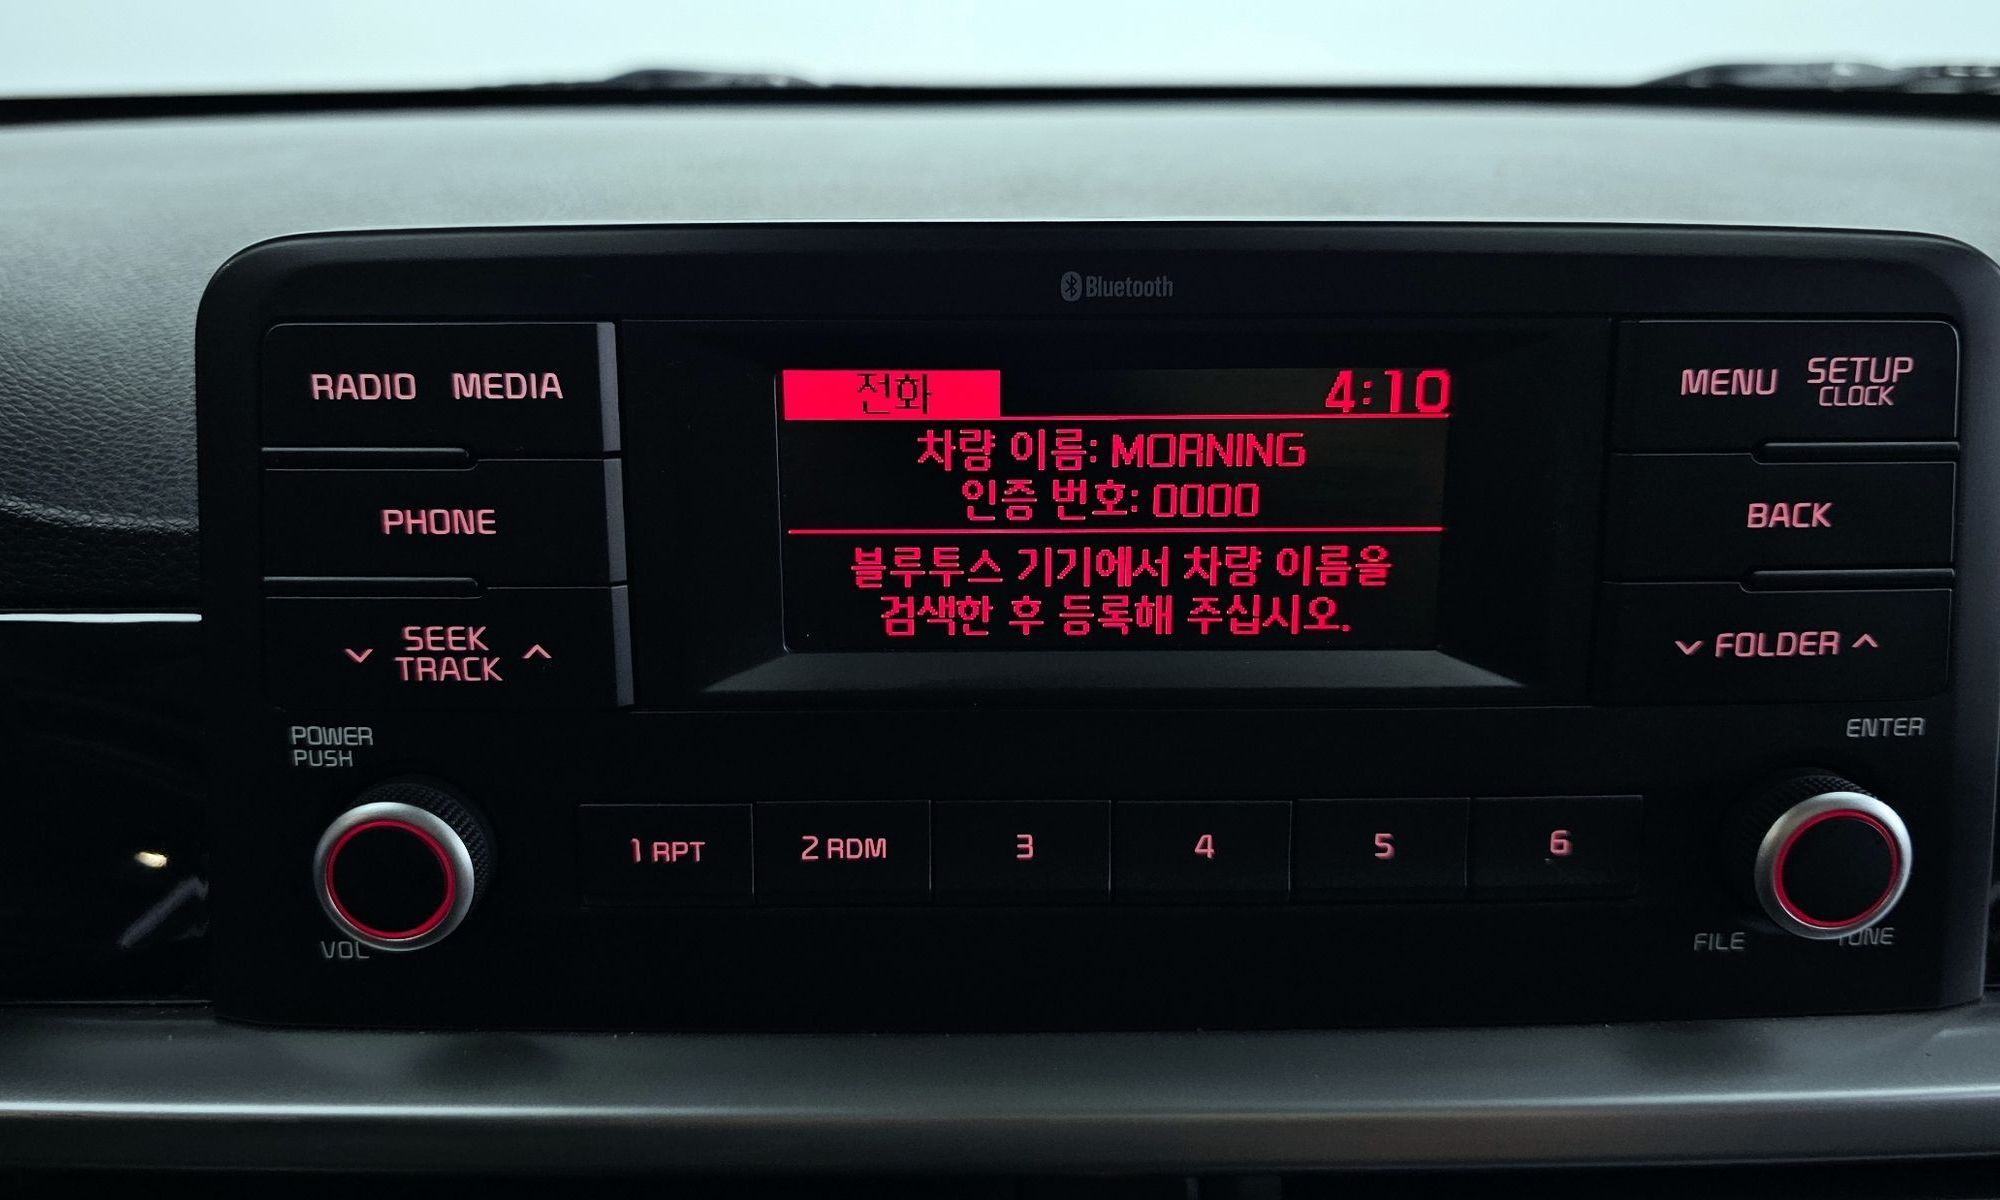 Bluetooth
RADIO MEDIA
PHONE
SEEK
TRACK
전화 4:10
차량 이름: MORNING
인증 번호: 0000
블루투스 기기에서 차량 이름을
검색한 후 등록해 주십시오.
MENU SETUP
CLOCK
BACK
FOLDER
POWER
PUSH
VOL
1 RPT
2 RDM
3
4
5
6
ENTER
FILE
TUNE